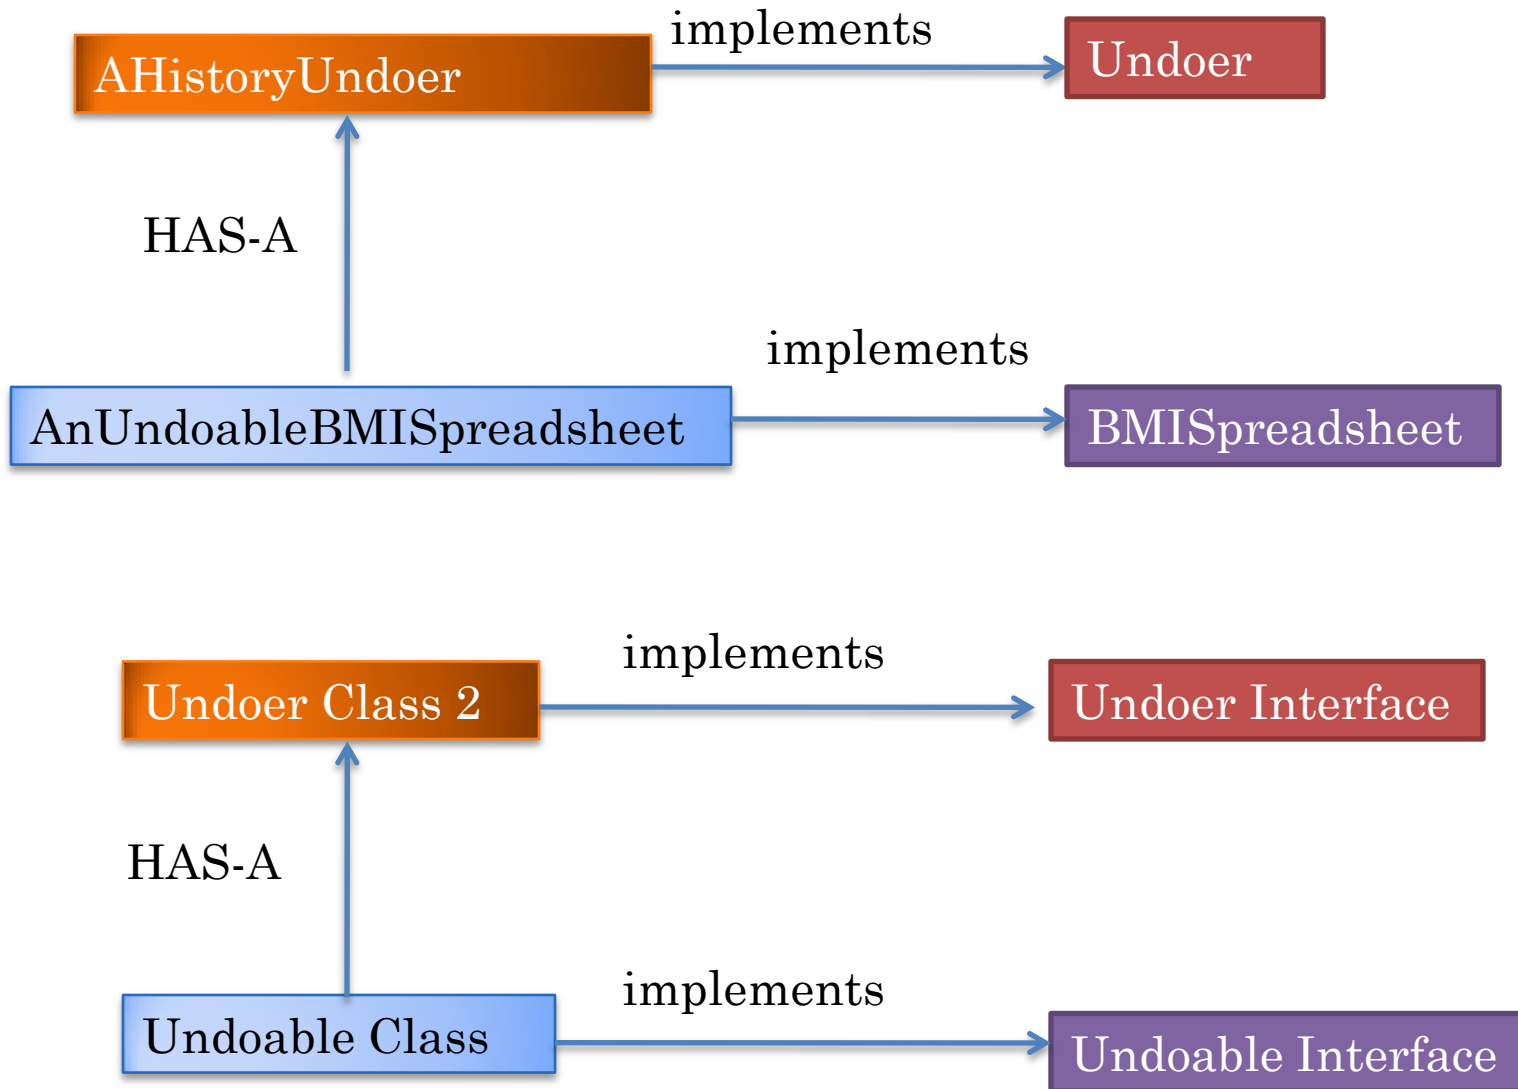 implements
AHistoryUndoer
Undoer
HAS-A
implements
AnUndoableBMISpreadsheet
BMISpreadsheet
implements
Undoer Class 2
Undoer Interface
HAS-A
implements
Undoable Class
Undoable Interface